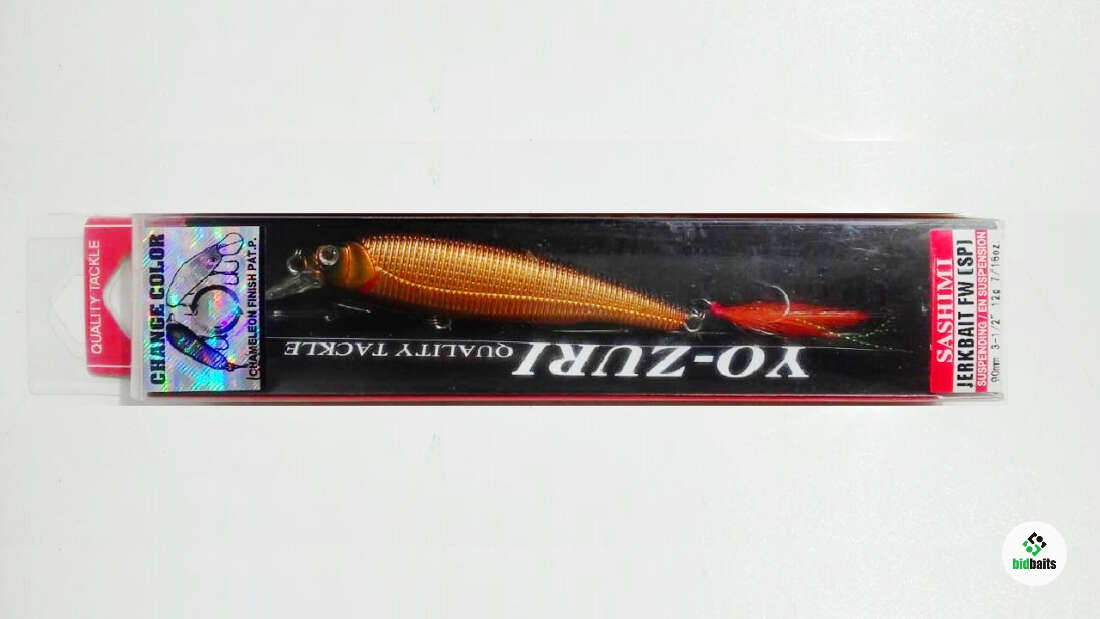 QUALITY TACKLE
CHANGE COLOR
CHAMELEON FINISH PAT.P.
YO-ZURI
QUALITY TACKLE
SASHIMI
JERKBAIT FW (SP)
SUSPENDING / EN SUSPENSION
90mm 3-1/2" 12g 7/16oz
bidbaits